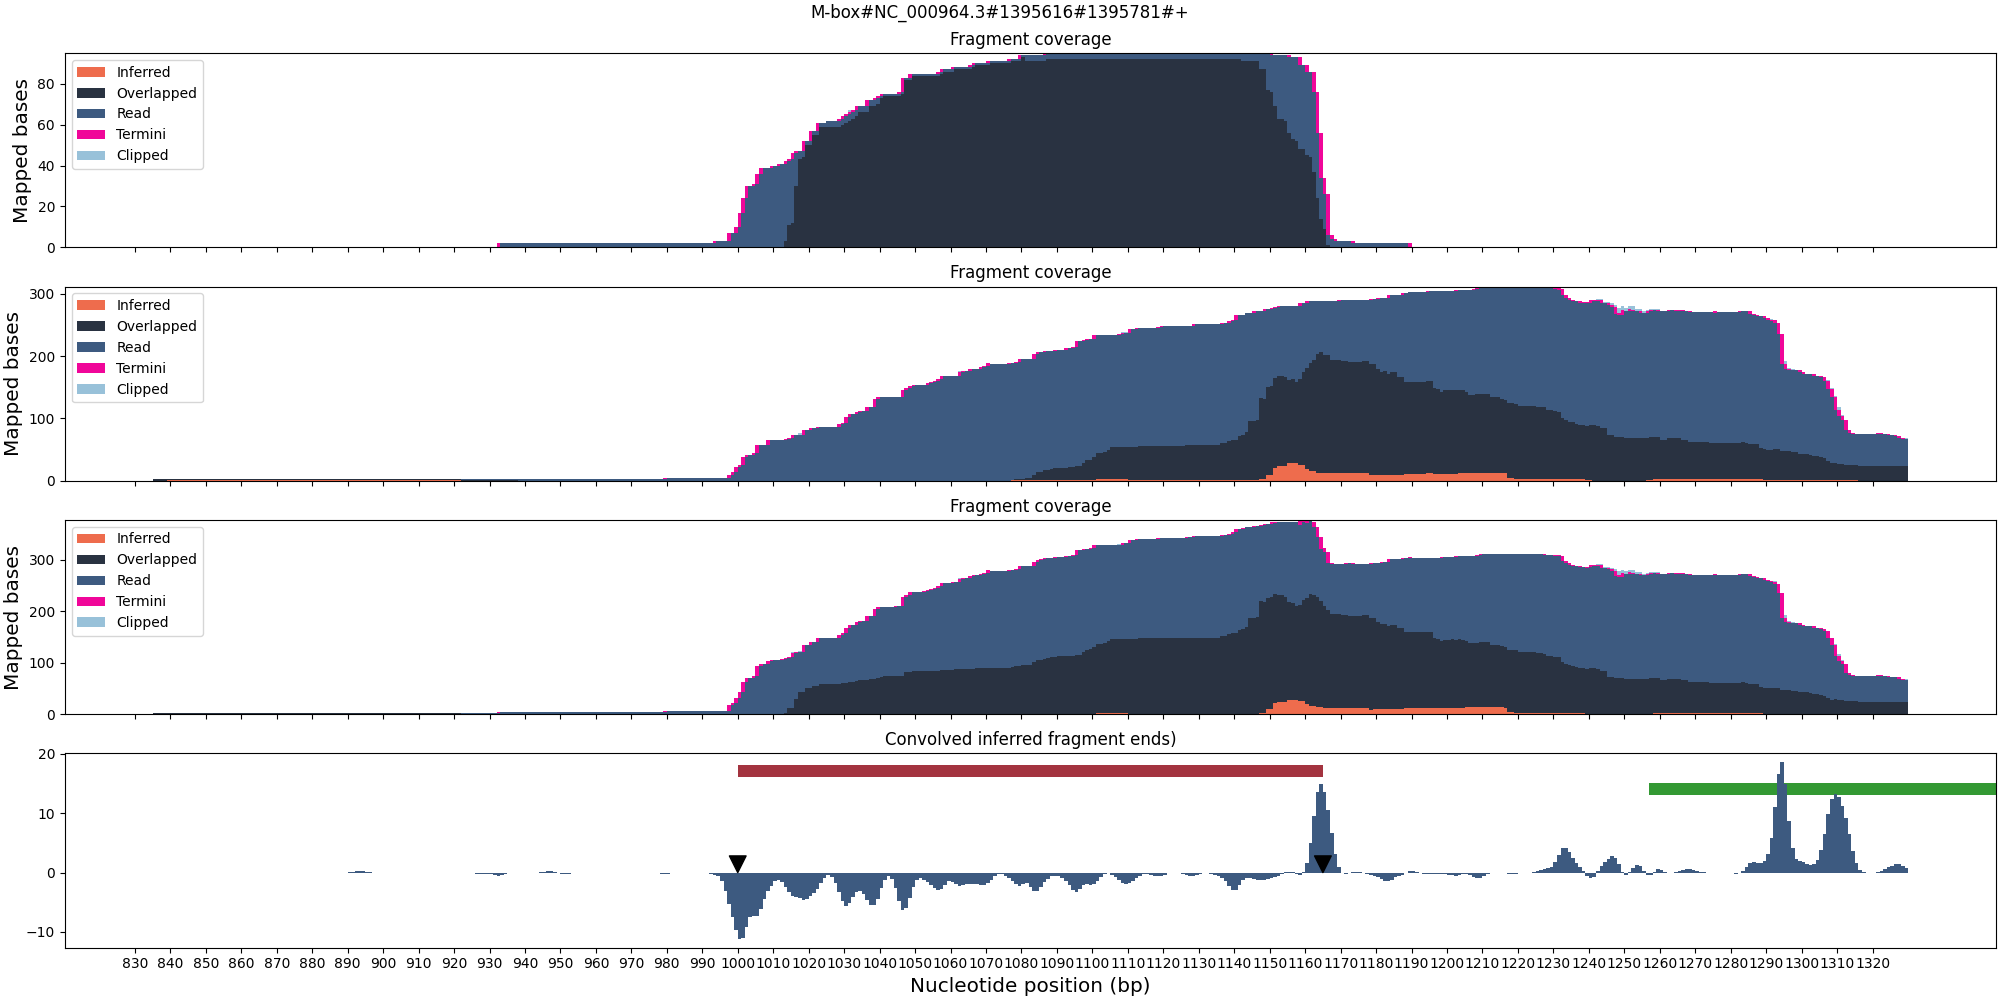 M-box#NC_000964.3#1395616#1395781#+
Fragment coverage
Mapped bases
80
60
40
20
0
Inferred
Overlapped
Read
Termini
Clipped
Fragment coverage
Mapped bases
300
200
100
0
Inferred
Overlapped
Read
Termini
Clipped
Fragment coverage
Mapped bases
300
200
100
0
Inferred
Overlapped
Read
Termini
Clipped
Convolved inferred fragment ends)
20
10
0
−10
830 840 850 860 870 880 890 900 910 920 930 940 950 960 970 980 990 1000 1010 1020 1030 1040 1050 1060 1070 1080 1090 1100 1110 1120 1130 1140 1150 1160 1170 1180 1190 1200 1210 1220 1230 1240 1250 1260 1270 1280 1290 1300 1310 1320
Nucleotide position (bp)